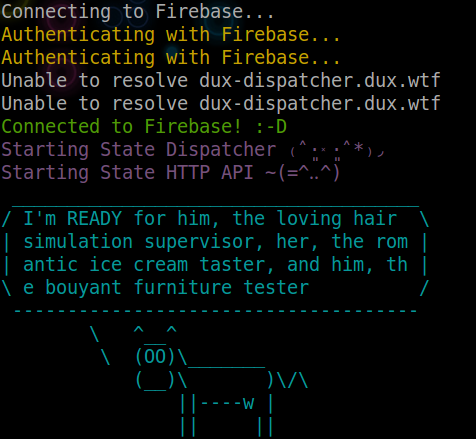 Connecting to Firebase...
Authenticating with Firebase...
Authenticating with Firebase...
Unable to resolve dux-dispatcher.dux.wtf
Unable to resolve dux-dispatcher.dux.wtf
Connected to Firebase! :-D
Starting State Dispatcher ₍˄·͈༝·͈˄*₎◞
Starting State HTTP API ~(=^‥^)
/ I'm READY for him, the loving hair \
| simulation supervisor, her, the rom |
| antic ice cream taster, and him, th |
\ e bouyant furniture tester /
\ ^__^
\ (OO)\_______
(__)\ )\/\
||----w |
|| ||